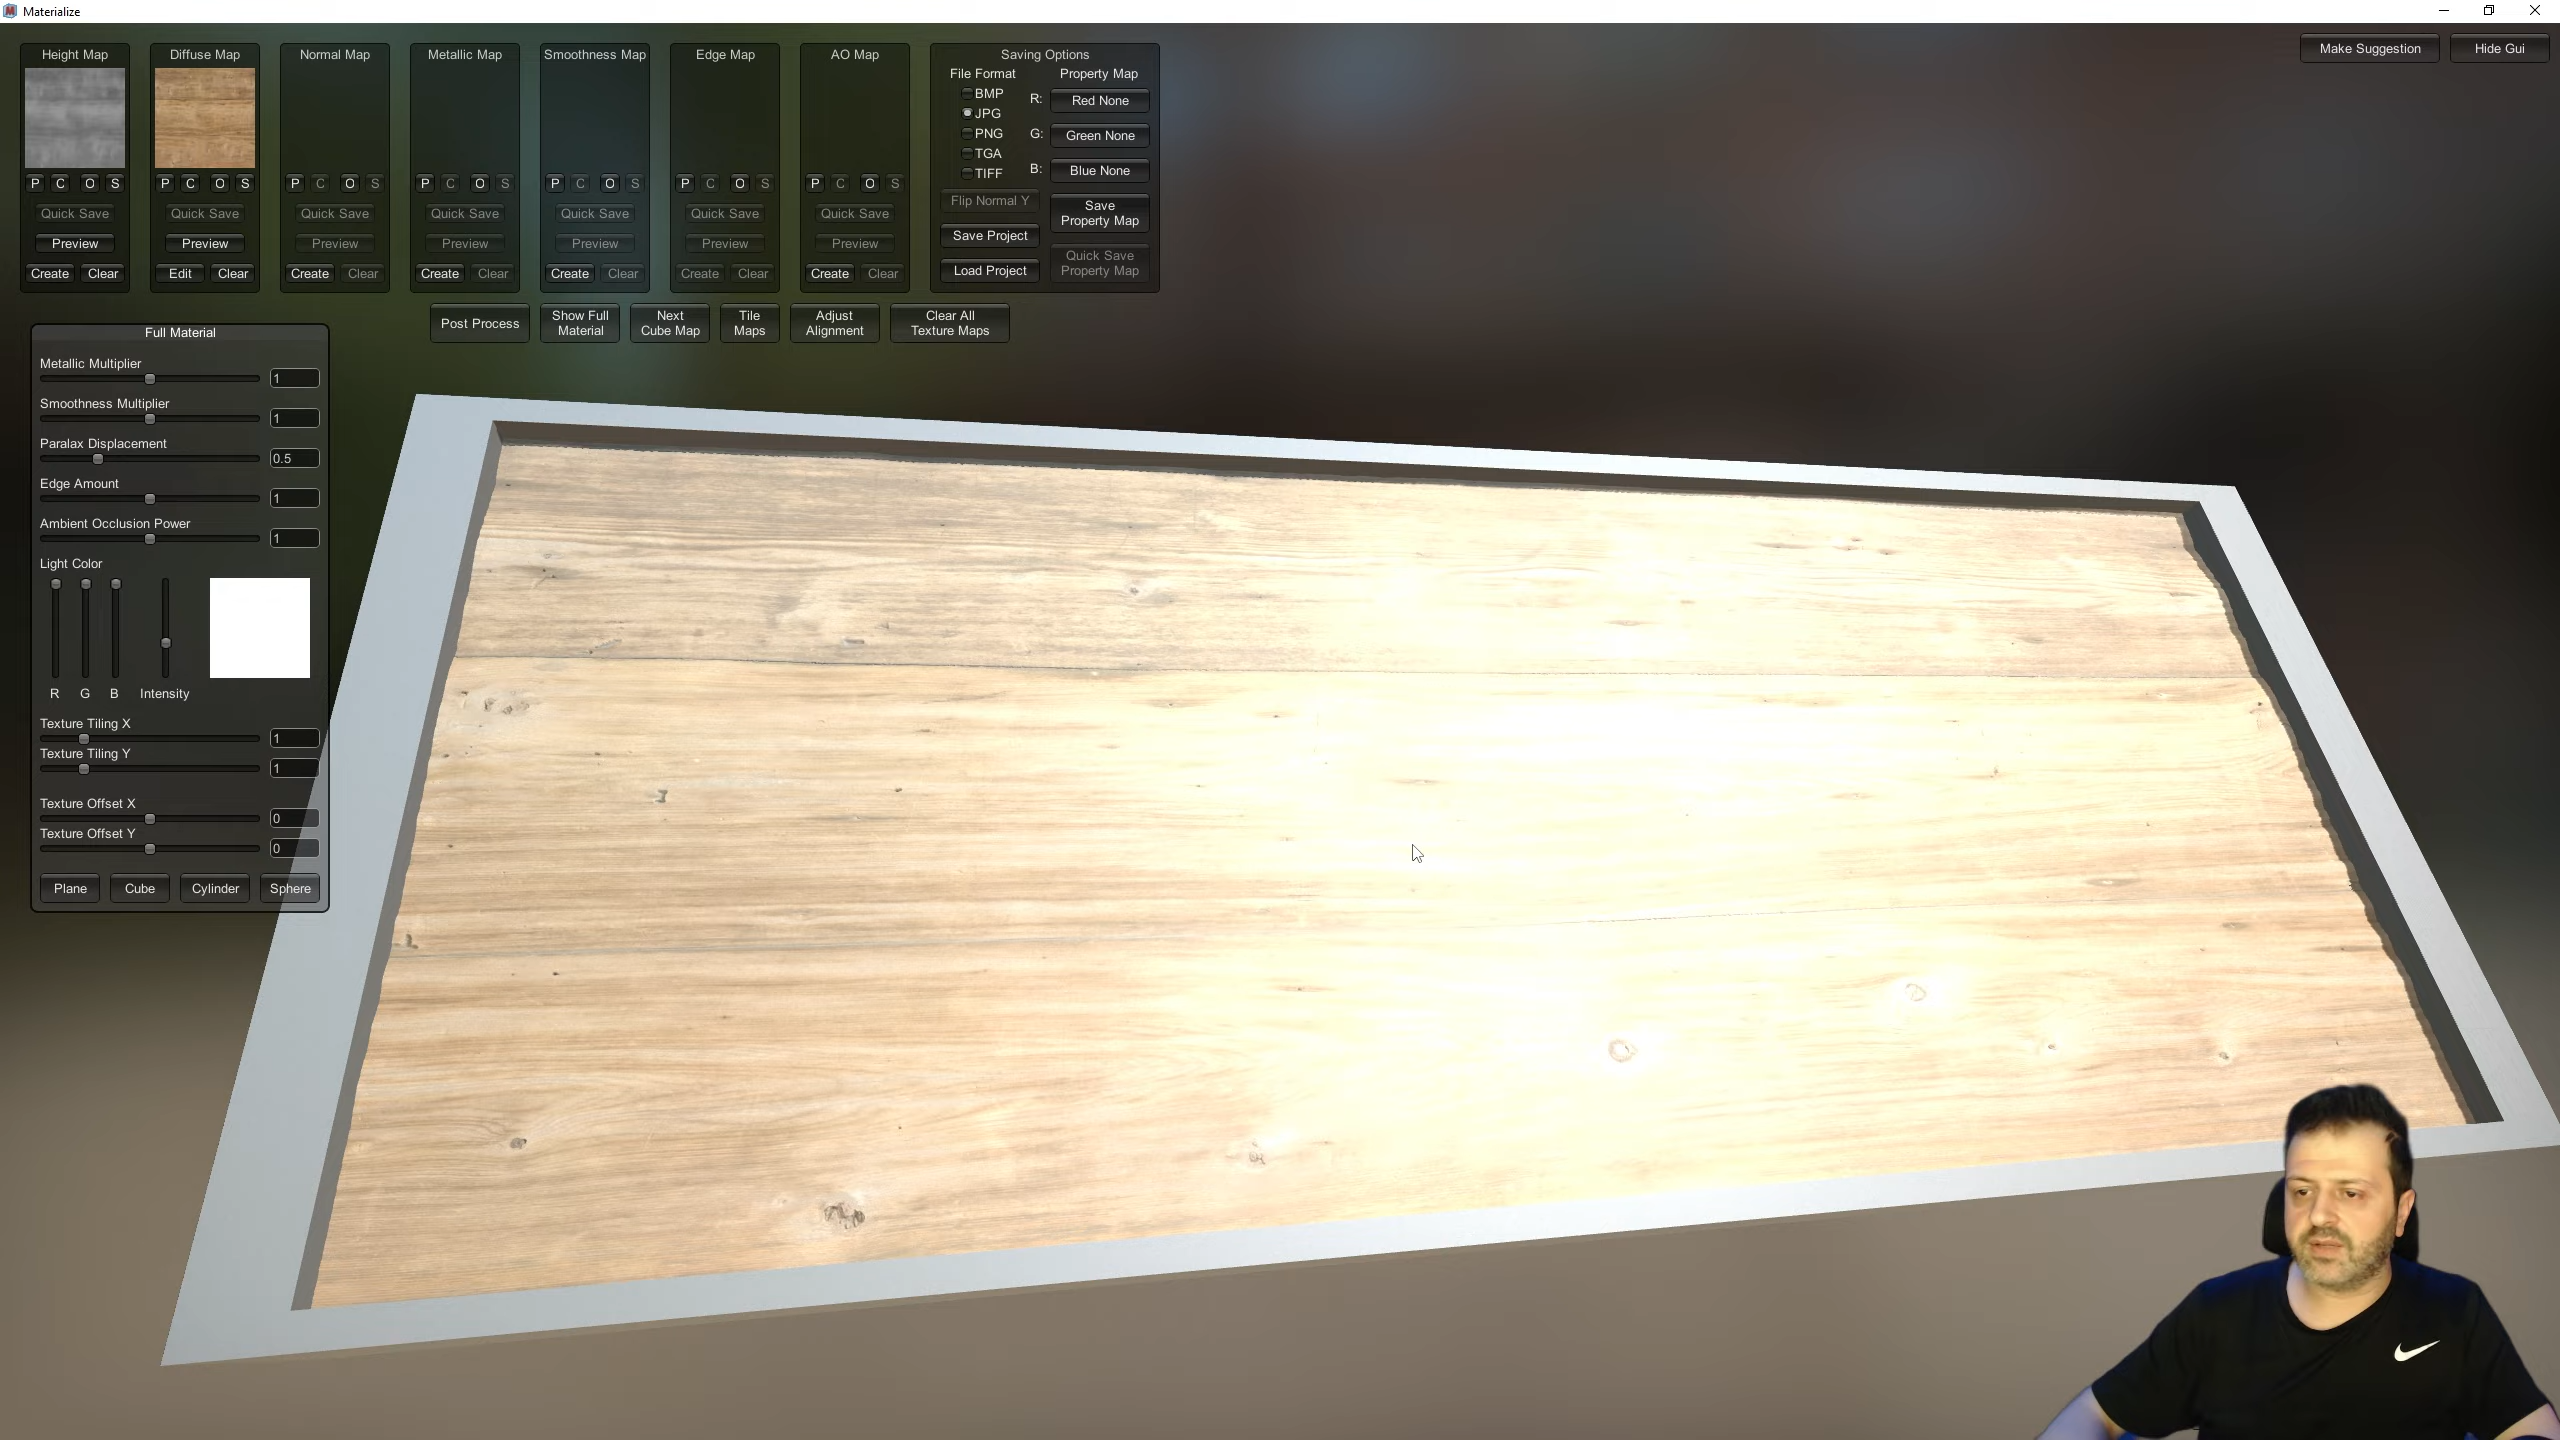 Materialize
Make Suggestion
Hide Gui
Height Map
Diffuse Map
Normal Map
Metallic Map
Smoothness Map
Edge Map
AO Map
P C O S
P C O S
P C O S
P C O S
P C O S
P C O S
P C O S
Quick Save
Quick Save
Quick Save
Quick Save
Quick Save
Quick Save
Quick Save
Preview
Preview
Preview
Preview
Preview
Preview
Preview
Create Clear
Edit Clear
Create Clear
Create Clear
Create Clear
Create Clear
Create Clear
Saving Options
File Format
Property Map
BMP
JPG
PNG
TGA
TIFF
R: Red None
G: Green None
B: Blue None
Flip Normal Y
Save Project
Load Project
Save
Property Map
Quick Save
Property Map
Post Process
Show Full
Material
Next
Cube Map
Tile
Maps
Adjust
Alignment
Clear All
Texture Maps
Full Material
Metallic Multiplier
1
Smoothness Multiplier
1
Paralax Displacement
0.5
Edge Amount
1
Ambient Occlusion Power
1
Light Color
R G B Intensity
Texture Tiling X
1
Texture Tiling Y
1
Texture Offset X
0
Texture Offset Y
0
Plane Cube Cylinder Sphere